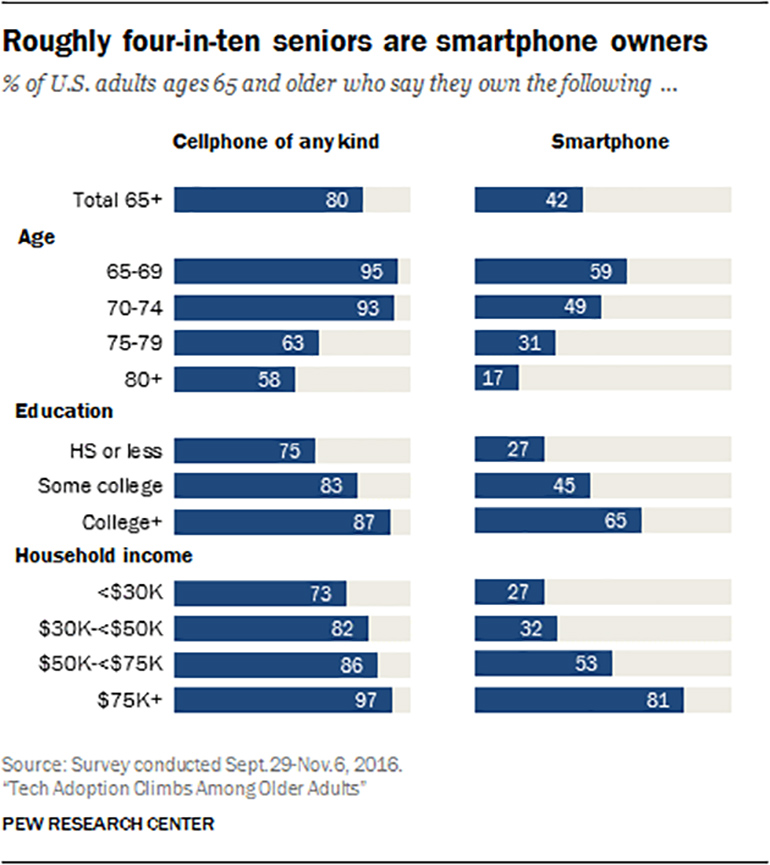 Roughly four-in-ten seniors are smartphone owners
% of U.S. adults ages 65 and older who say they own the following ...
Cellphone of any kind Smartphone
Total 65+ 80 42
Age
65-69 95 59
70-74 93 49
75-79 63 31
80+ 58 17
Education
HS or less 75 27
Some college 83 45
College+ 87 65
Household income
<$30K 73 27
$30K-<$50K 82 32
$50K-<$75K 86 53
$75K+ 97 81
Source: Survey conducted Sept.29-Nov.6, 2016.
“Tech Adoption Climbs Among Older Adults”
PEW RESEARCH CENTER